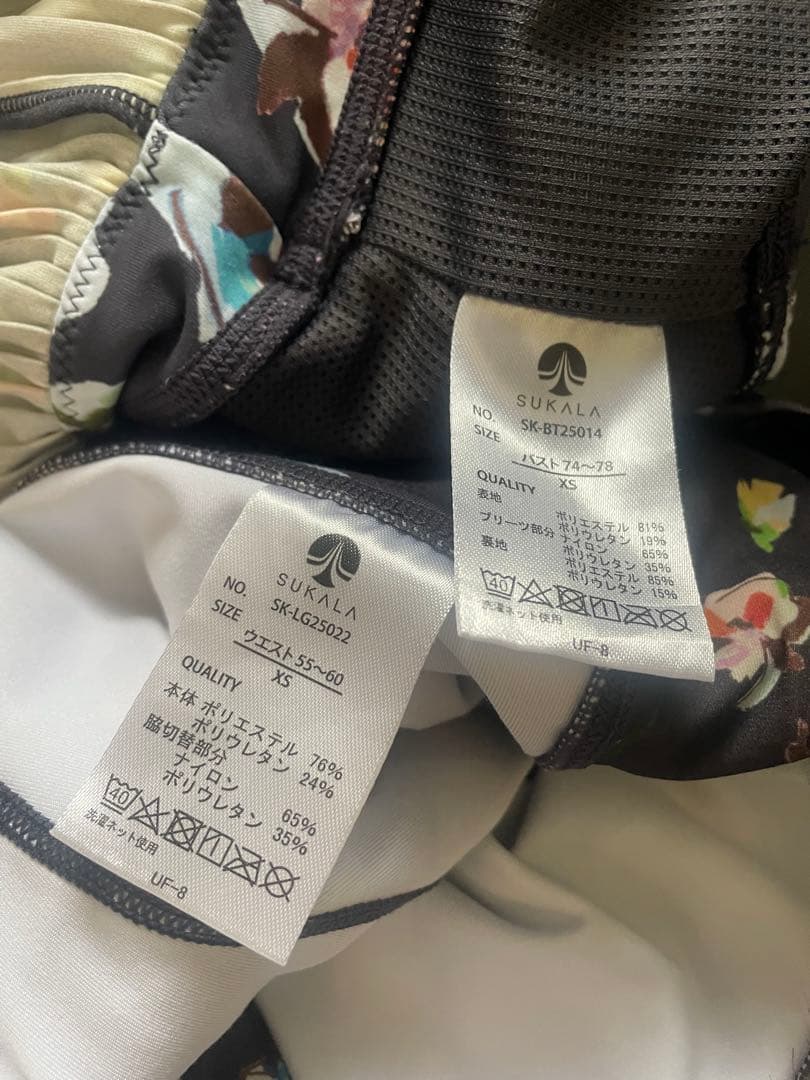 SUKALA
NO. SK-BT25014
SIZE バスト 74～78
XS
QUALITY
表地 ポリエステル 81%
ポリウレタン 19%
プリーツ部分 ナイロン 65%
ポリウレタン 35%
裏地 ポリエステル 85%
ポリウレタン 15%
40
洗濯ネット使用
UF-8
SUKALA
NO. SK-LG25022
SIZE ウエスト 55～60
XS
QUALITY
本体 ポリエステル 76%
ポリウレタン 24%
脇切替部分
ナイロン 65%
ポリウレタン 35%
40
洗濯ネット使用
UF-8